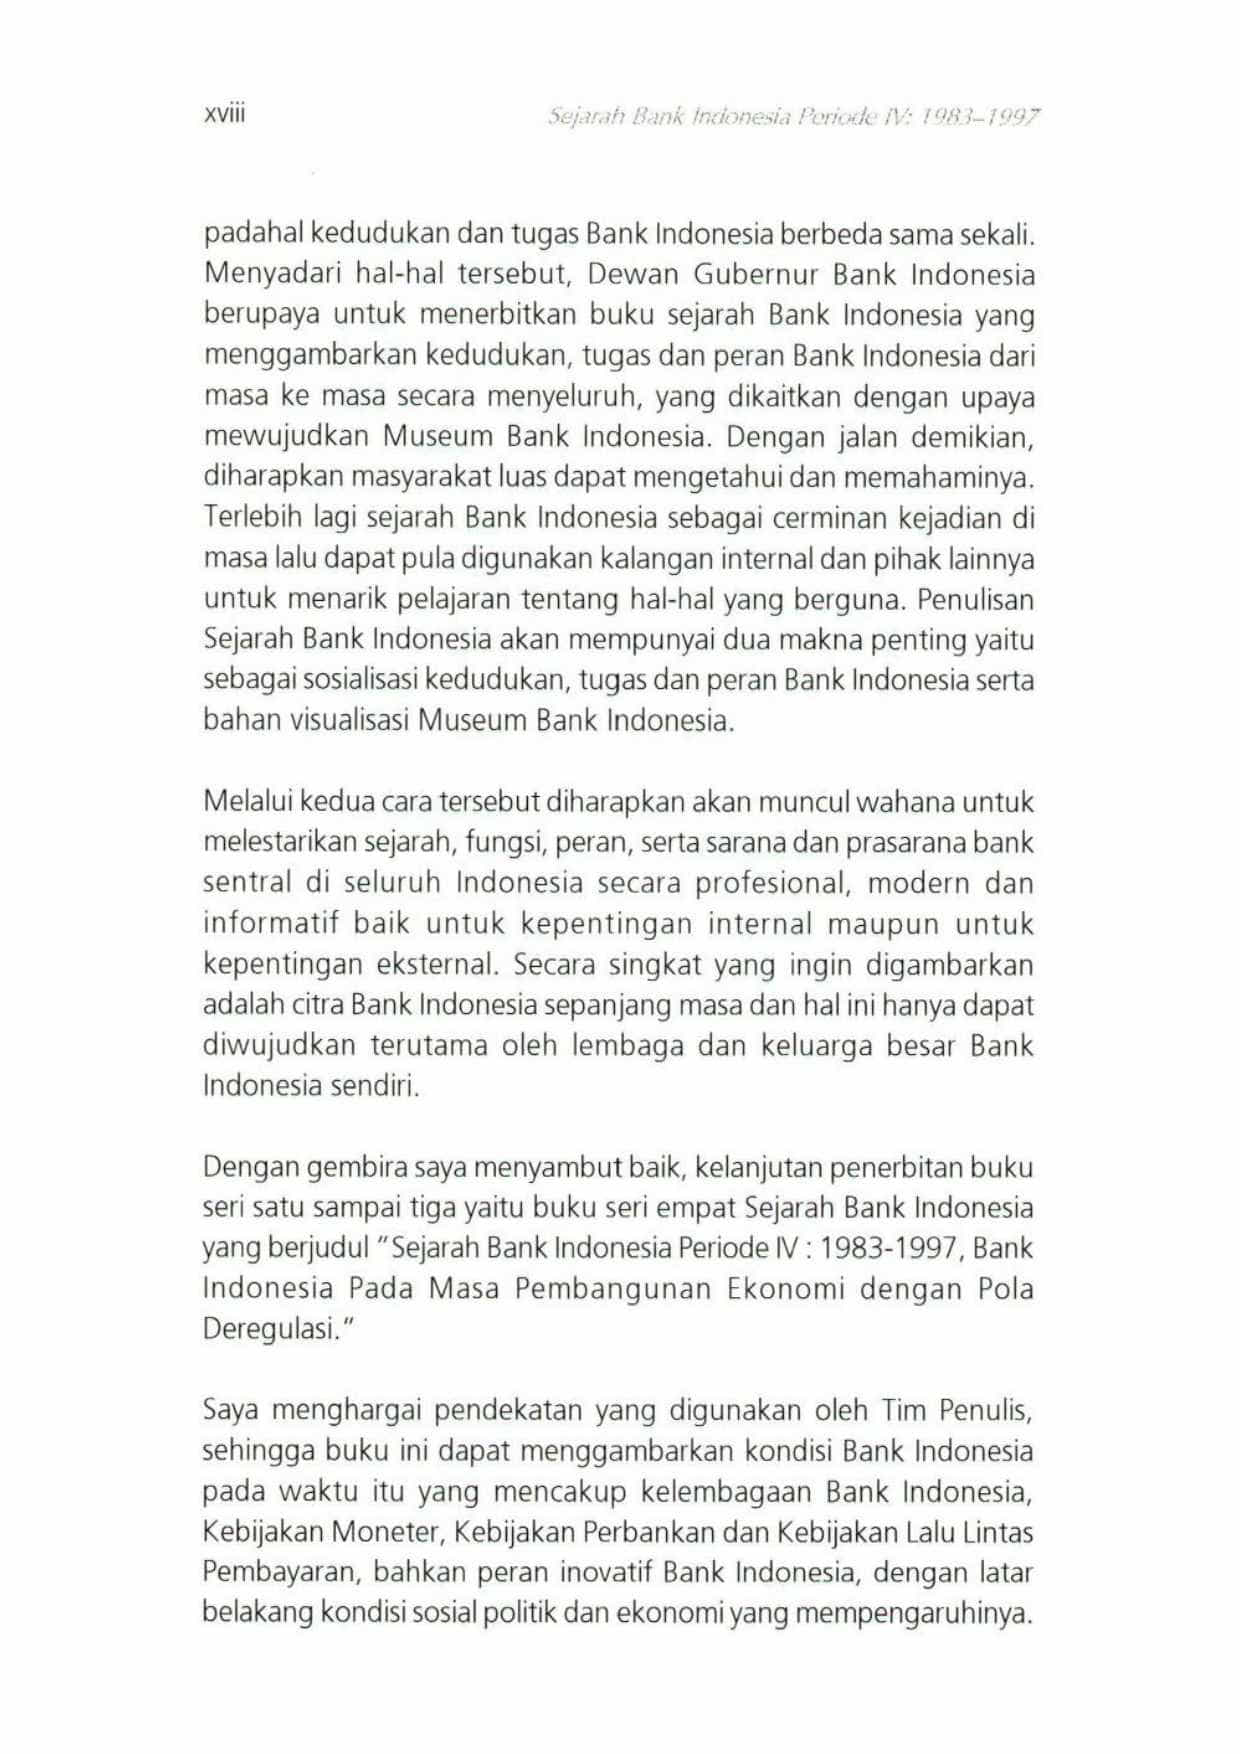 xviii
Sejarah Bank Indonesia Periode IV: 1983–1997
padahal kedudukan dan tugas Bank Indonesia berbeda sama sekali.
Menyadari hal-hal tersebut, Dewan Gubernur Bank Indonesia
berupaya untuk menerbitkan buku sejarah Bank Indonesia yang
menggambarkan kedudukan, tugas dan peran Bank Indonesia dari
masa ke masa secara menyeluruh, yang dikaitkan dengan upaya
mewujudkan Museum Bank Indonesia. Dengan jalan demikian,
diharapkan masyarakat luas dapat mengetahui dan memahaminya.
Terlebih lagi sejarah Bank Indonesia sebagai cerminan kejadian di
masa lalu dapat pula digunakan kalangan internal dan pihak lainnya
untuk menarik pelajaran tentang hal-hal yang berguna. Penulisan
Sejarah Bank Indonesia akan mempunyai dua makna penting yaitu
sebagai sosialisasi kedudukan, tugas dan peran Bank Indonesia serta
bahan visualisasi Museum Bank Indonesia.
Melalui kedua cara tersebut diharapkan akan muncul wahana untuk
melestarikan sejarah, fungsi, peran, serta sarana dan prasarana bank
sentral di seluruh Indonesia secara profesional, modern dan
informatif baik untuk kepentingan internal maupun untuk
kepentingan eksternal. Secara singkat yang ingin digambarkan
adalah citra Bank Indonesia sepanjang masa dan hal ini hanya dapat
diwujudkan terutama oleh lembaga dan keluarga besar Bank
Indonesia sendiri.
Dengan gembira saya menyambut baik, kelanjutan penerbitan buku
seri satu sampai tiga yaitu buku seri empat Sejarah Bank Indonesia
yang berjudul "Sejarah Bank Indonesia Periode IV : 1983-1997, Bank
Indonesia Pada Masa Pembangunan Ekonomi dengan Pola
Deregulasi."
Saya menghargai pendekatan yang digunakan oleh Tim Penulis,
sehingga buku ini dapat menggambarkan kondisi Bank Indonesia
pada waktu itu yang mencakup kelembagaan Bank Indonesia,
Kebijakan Moneter, Kebijakan Perbankan dan Kebijakan Lalu Lintas
Pembayaran, bahkan peran inovatif Bank Indonesia, dengan latar
belakang kondisi sosial politik dan ekonomi yang mempengaruhinya.